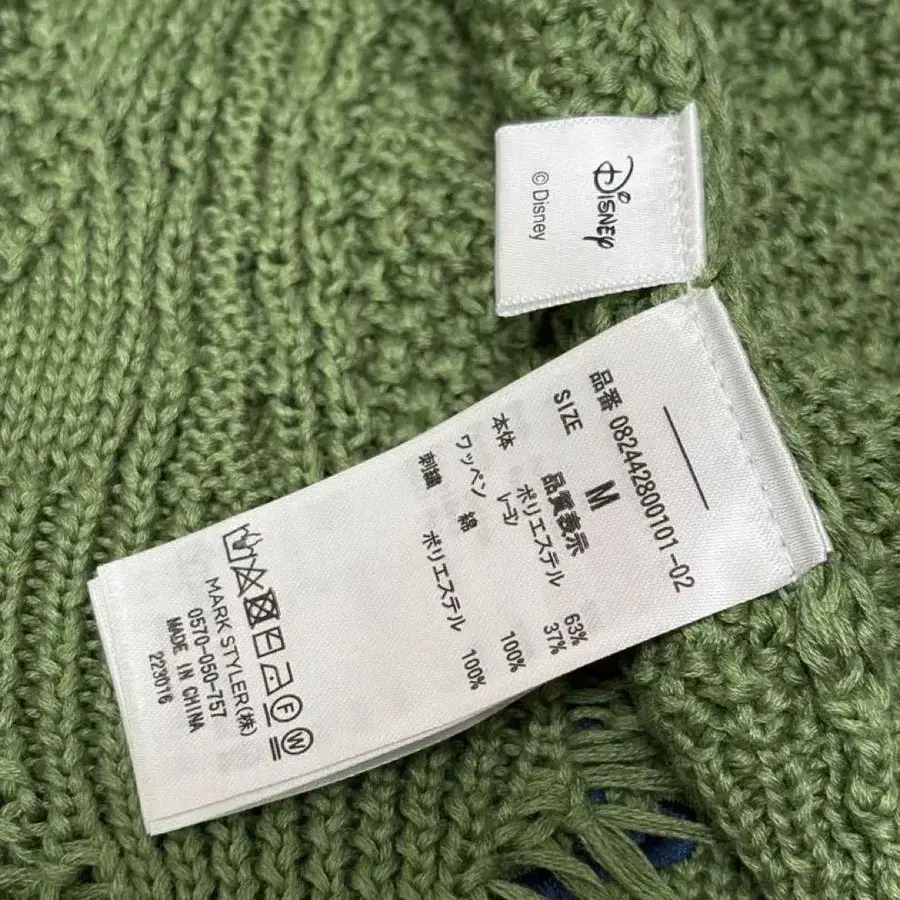 Disney
© Disney
品番 082442800101-02
SIZE M
品質表示
本体 ポリエステル 63%
レーヨン 37%
ワッペン 綿 100%
刺繍 ポリエステル 100%
MARK STYLER(株)
0570-050-757
MADE IN CHINA
223016
F
W